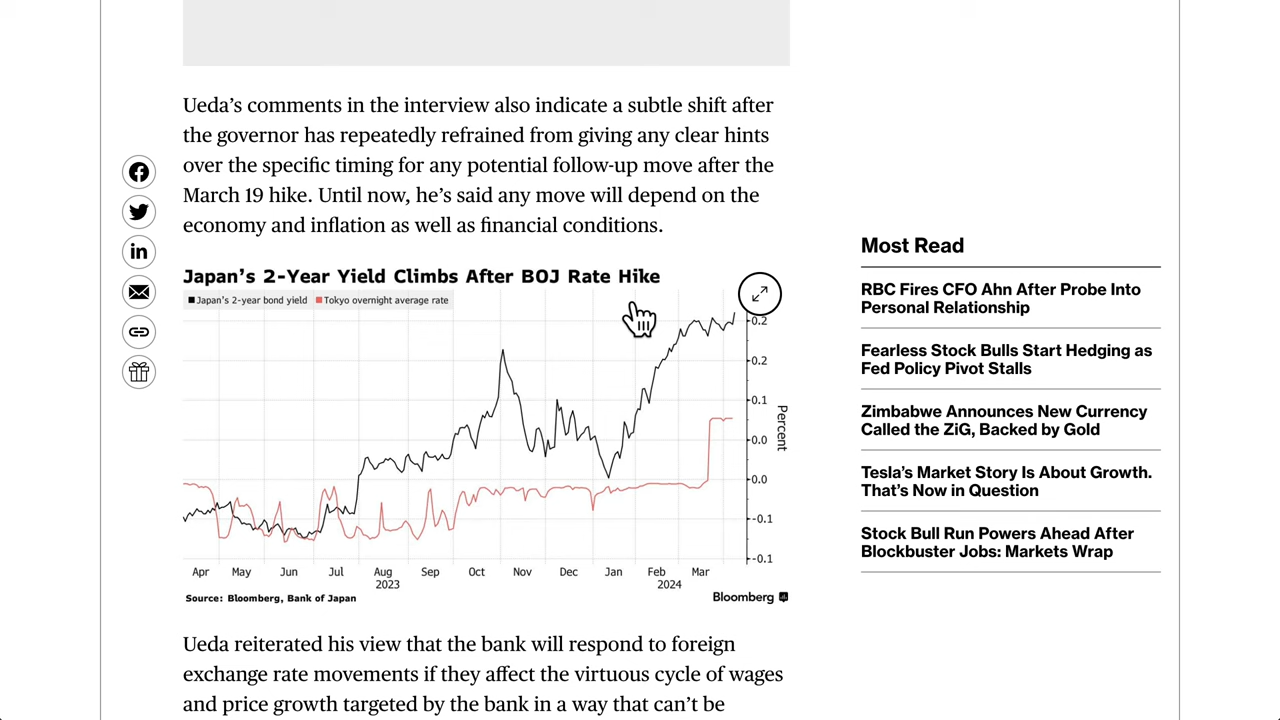 Ueda’s comments in the interview also indicate a subtle shift after
the governor has repeatedly refrained from giving any clear hints
over the specific timing for any potential follow-up move after the
March 19 hike. Until now, he’s said any move will depend on the
economy and inflation as well as financial conditions.
Japan’s 2-Year Yield Climbs After BOJ Rate Hike
Japan’s 2-year bond yield Tokyo overnight average rate
0.2
0.2
0.1
0.0
0.0
-0.1
-0.1
Percent
Apr May Jun Jul Aug Sep Oct Nov Dec Jan Feb Mar
2023 2024
Source: Bloomberg, Bank of Japan
Bloomberg
Ueda reiterated his view that the bank will respond to foreign
exchange rate movements if they affect the virtuous cycle of wages
and price growth targeted by the bank in a way that can’t be
in
Most Read
RBC Fires CFO Ahn After Probe Into
Personal Relationship
Fearless Stock Bulls Start Hedging as
Fed Policy Pivot Stalls
Zimbabwe Announces New Currency
Called the ZiG, Backed by Gold
Tesla’s Market Story Is About Growth.
That’s Now in Question
Stock Bull Run Powers Ahead After
Blockbuster Jobs: Markets Wrap